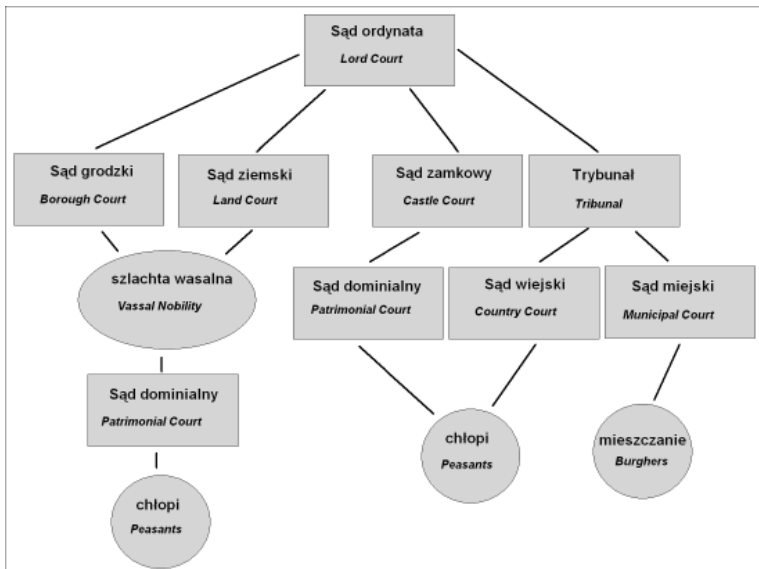 Sąd ordynata
Lord Court
Sąd grodzki
Borough Court
Sąd ziemski
Land Court
Sąd zamkowy
Castle Court
Trybunał
Tribunal
szlachta wasalna
Vassal Nobility
Sąd dominialny
Patrimonial Court
Sąd wiejski
Country Court
Sąd miejski
Municipal Court
Sąd dominialny
Patrimonial Court
chłopi
Peasants
mieszczanie
Burghers
chłopi
Peasants